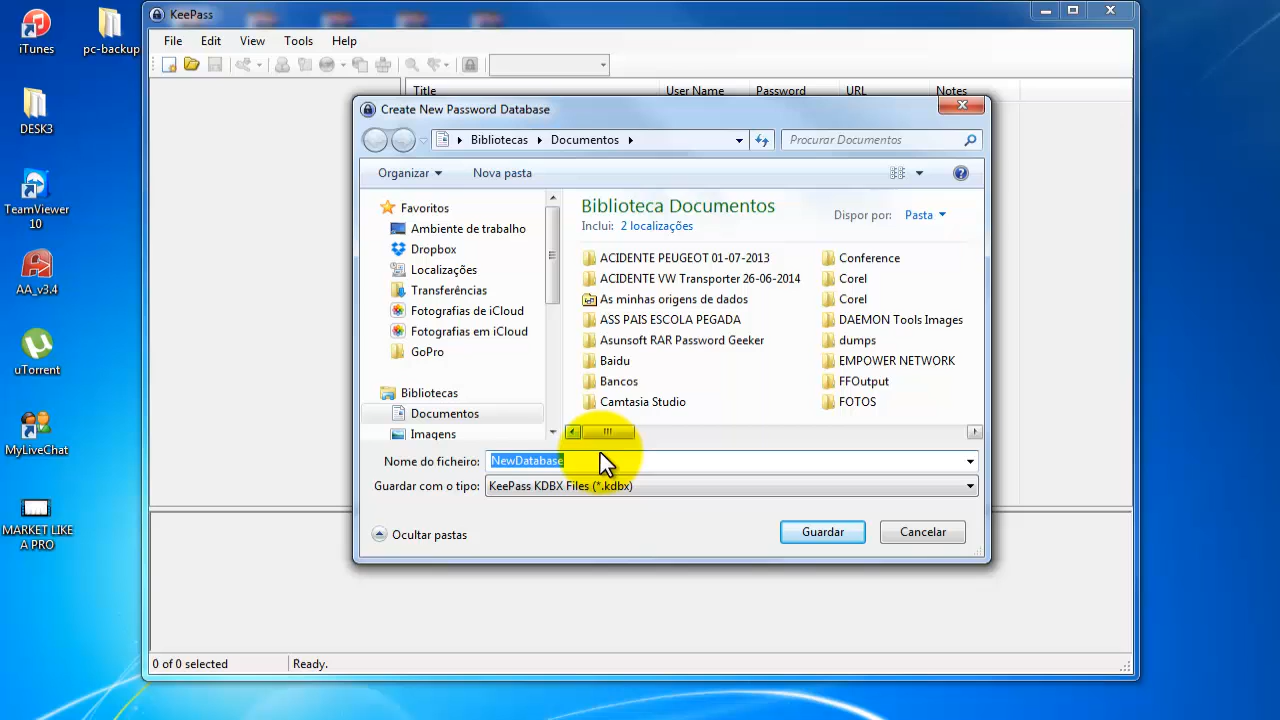 iTunes
pc-backup
DESK3
TeamViewer
10
AA_v3.4
uTorrent
MyLiveChat
MARKET LIKE
A PRO
KeePass
File Edit View Tools Help
Title User Name Password URL Notes
Create New Password Database
Bibliotecas Documentos
Procurar Documentos
Organizar Nova pasta
Favoritos
Ambiente de trabalho
Dropbox
Localizações
Transferências
Fotografias de iCloud
Fotografias em iCloud
GoPro
Bibliotecas
Documentos
Imagens
Biblioteca Documentos
Inclui: 2 localizações
Dispor por: Pasta
ACIDENTE PEUGEOT 01-07-2013
ACIDENTE VW Transporter 26-06-2014
As minhas origens de dados
ASS PAIS ESCOLA PEGADA
Asunsoft RAR Password Geeker
Baidu
Bancos
Camtasia Studio
Conference
Corel
Corel
DAEMON Tools Images
dumps
EMPOWER NETWORK
FFOutput
FOTOS
Nome do ficheiro: NewDatabase
Guardar com o tipo: KeePass KDBX Files (*.kdbx)
Ocultar pastas
Guardar
Cancelar
0 of 0 selected
Ready.